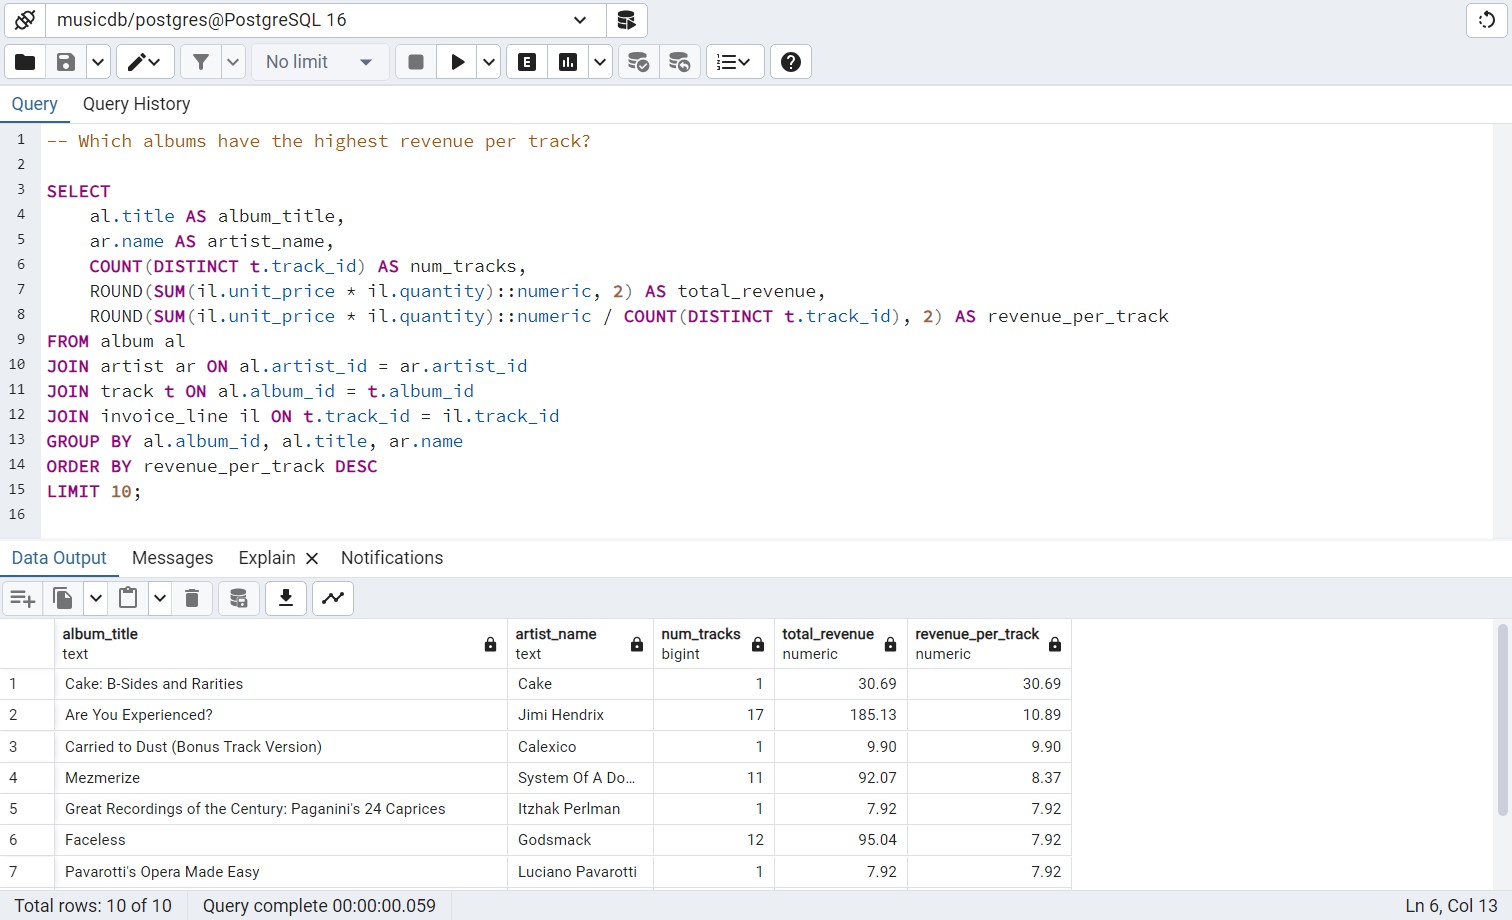 musicdb/postgres@PostgreSQL 16
No limit
E
Query Query History
1 -- Which albums have the highest revenue per track?
2
3 SELECT
4     al.title AS album_title,
5     ar.name AS artist_name,
6     COUNT(DISTINCT t.track_id) AS num_tracks,
7     ROUND(SUM(il.unit_price * il.quantity)::numeric, 2) AS total_revenue,
8     ROUND(SUM(il.unit_price * il.quantity)::numeric / COUNT(DISTINCT t.track_id), 2) AS revenue_per_track
9 FROM album al
10 JOIN artist ar ON al.artist_id = ar.artist_id
11 JOIN track t ON al.album_id = t.album_id
12 JOIN invoice_line il ON t.track_id = il.track_id
13 GROUP BY al.album_id, al.title, ar.name
14 ORDER BY revenue_per_track DESC
15 LIMIT 10;
16
Data Output Messages Explain Notifications
album_title artist_name num_tracks total_revenue revenue_per_track
text text bigint numeric numeric
1 Cake: B-Sides and Rarities Cake 1 30.69 30.69
2 Are You Experienced? Jimi Hendrix 17 185.13 10.89
3 Carried to Dust (Bonus Track Version) Calexico 1 9.90 9.90
4 Mezmerize System Of A Do... 11 92.07 8.37
5 Great Recordings of the Century: Paganini's 24 Caprices Itzhak Perlman 1 7.92 7.92
6 Faceless Godsmack 12 95.04 7.92
7 Pavarotti's Opera Made Easy Luciano Pavarotti 1 7.92 7.92
Total rows: 10 of 10 Query complete 00:00:00.059 Ln 6, Col 13